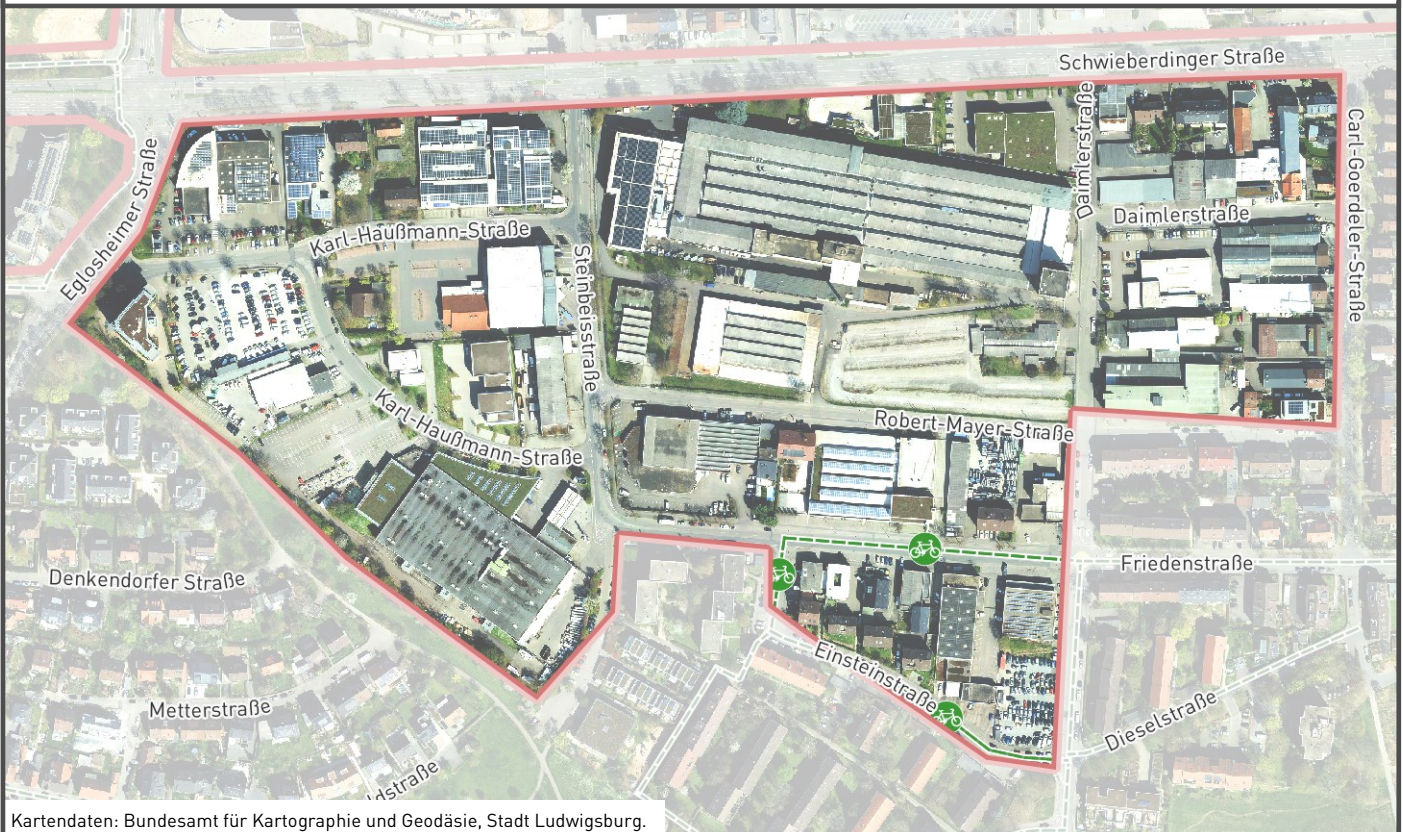 Schwieberdinger Straße
Eglosheimer Straße
Daimlerstraße
Carl-Goerdeler-Straße
Daimlerstraße
Karl-Haußmann-Straße
Steinbeisstraße
Karl-Haußmann-Straße
Robert-Mayer-Straße
Friedenstraße
Denkendorfer Straße
Einsteinstraße
Metterstraße
Dieselstraße
ldstraße
Kartendaten: Bundesamt für Kartographie und Geodäsie, Stadt Ludwigsburg.